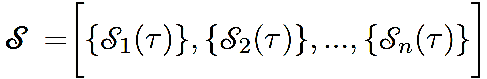 𝓢 = [{𝒮₁(τ)}, {𝒮₂(τ)}, ..., {𝒮ₙ(τ)}]